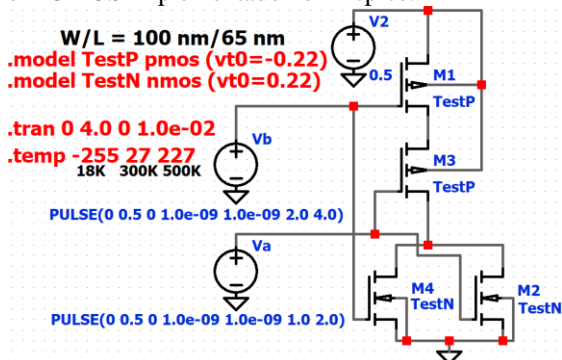 V2
W/L = 100 nm/65 nm
.model TestP pmos (vt0=-0.22)
.model TestN nmos (vt0=0.22)
0.5
M1
TestP
.tran 0 4.0 0 1.0e-02
.temp -255 27 227
18K 300K 500K
Vb
M3
TestP
PULSE(0 0.5 0 1.0e-09 1.0e-09 2.0 4.0)
Va
M4
TestN
M2
TestN
PULSE(0 0.5 0 1.0e-09 1.0e-09 1.0 2.0)